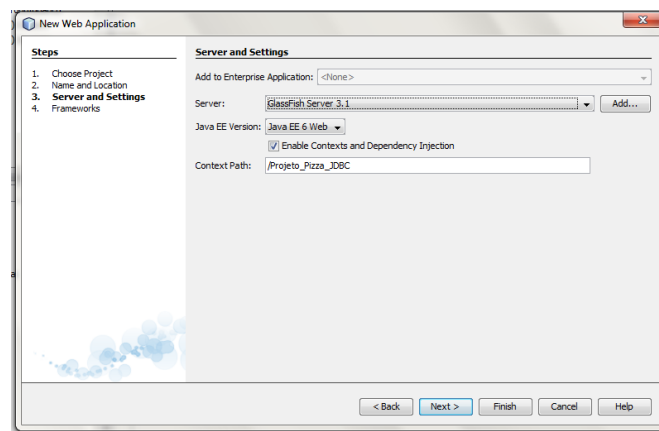 New Web Application
Steps
1. Choose Project
2. Name and Location
3. Server and Settings
4. Frameworks
Server and Settings
Add to Enterprise Application: <None>
Server: GlassFish Server 3.1 Add...
Java EE Version: Java EE 6 Web
Enable Contexts and Dependency Injection
Context Path: /Projeto_Pizza_JDBC
< Back Next > Finish Cancel Help